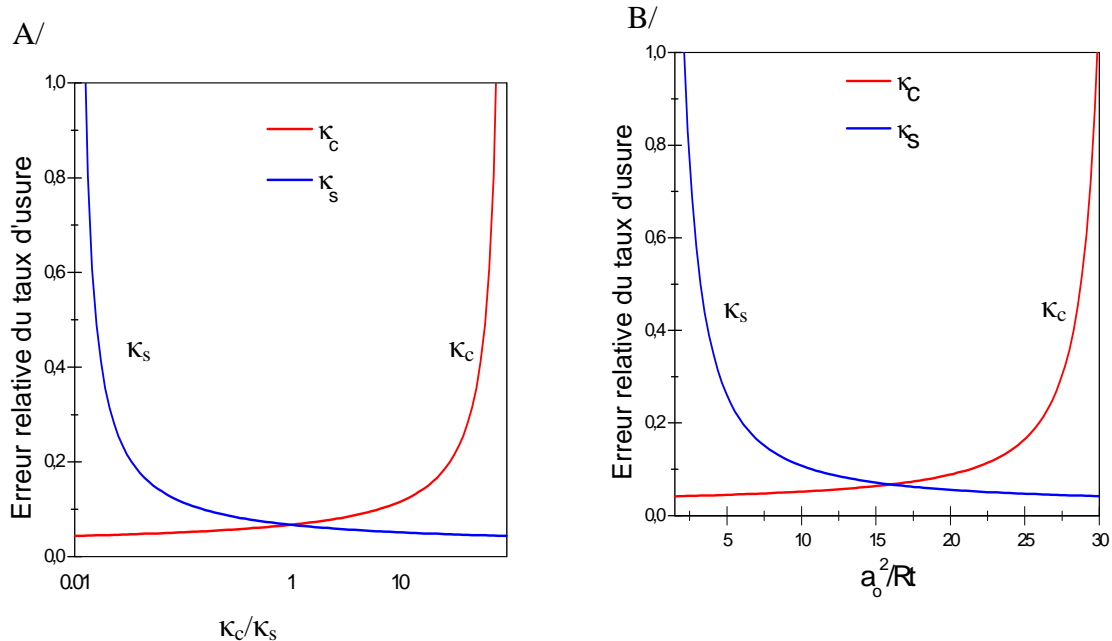 A/
Erreur relative du taux d'usure
1,0
0,8
0,6
0,4
0,2
0,0
κc
κs
κs
κc
0.01
1
10
κc/κs
B/
Erreur relative du taux d'usure
1,0
0,8
0,6
0,4
0,2
0,0
κC
κS
κs
κc
5
10
15
20
25
30
ao²/Rt